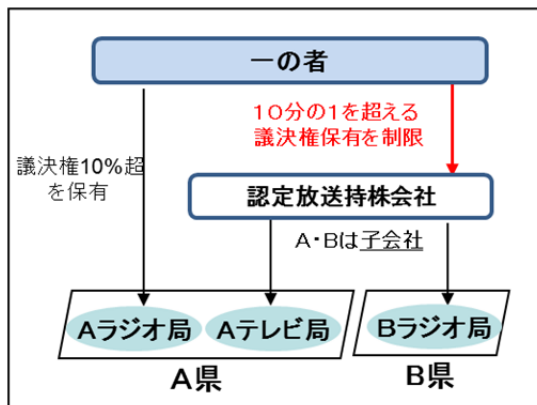 一の者
10分の1を超える
議決権保有を制限
議決権10%超
を保有
認定放送持株会社
A・Bは子会社
Aラジオ局
Aテレビ局
Bラジオ局
A県
B県